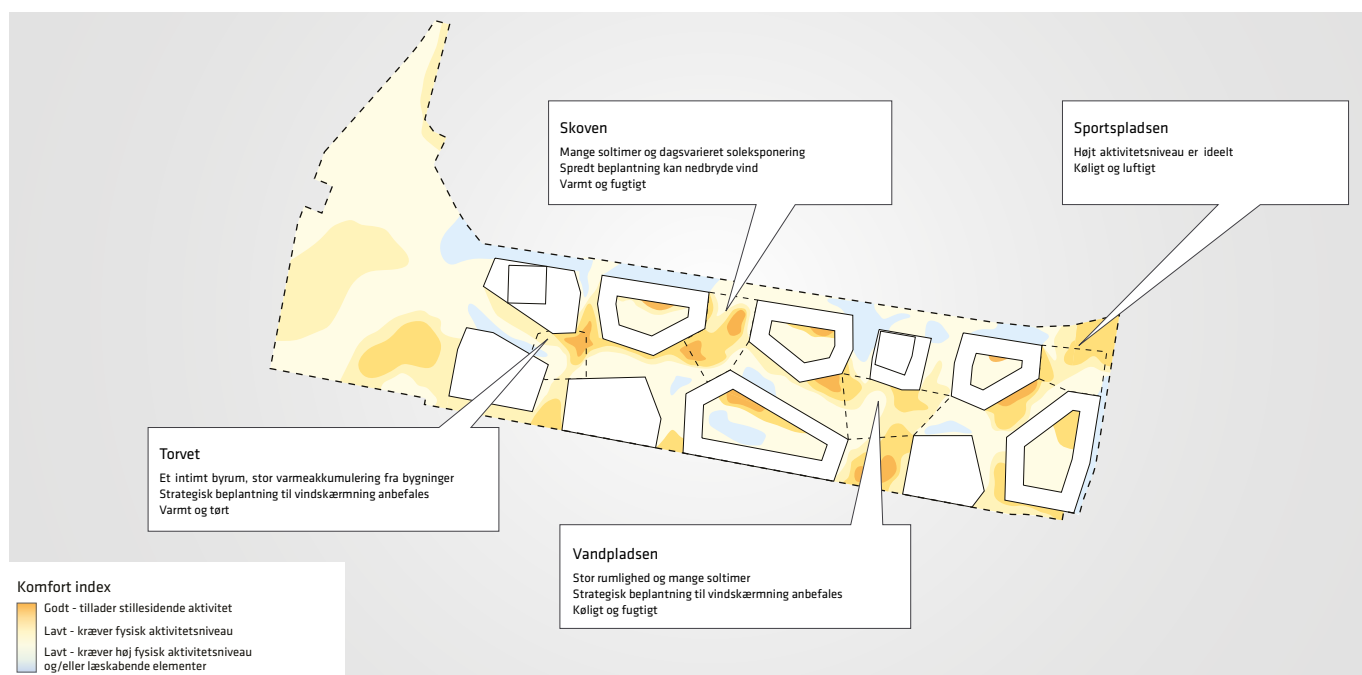 Skoven
Mange soltimer og dagsvarieret soleksponering
Spredt beplantning kan nedbryde vind
Varmt og fugtigt
Sportspladsen
Højt aktivitetsniveau er ideelt
Køligt og luftigt
Torvet
Et intimt byrum, stor varmeakkumulering fra bygninger
Strategisk beplantning til vindskærmning anbefales
Varmt og tørt
Vandpladsen
Stor rumlighed og mange soltimer
Strategisk beplantning til vindskærmning anbefales
Køligt og fugtigt
Komfort index
Godt - tillader stillesidende aktivitet
Lavt - kræver fysisk aktivitetsniveau
Lavt - kræver høj fysisk aktivitetsniveau
og/eller læskabende elementer